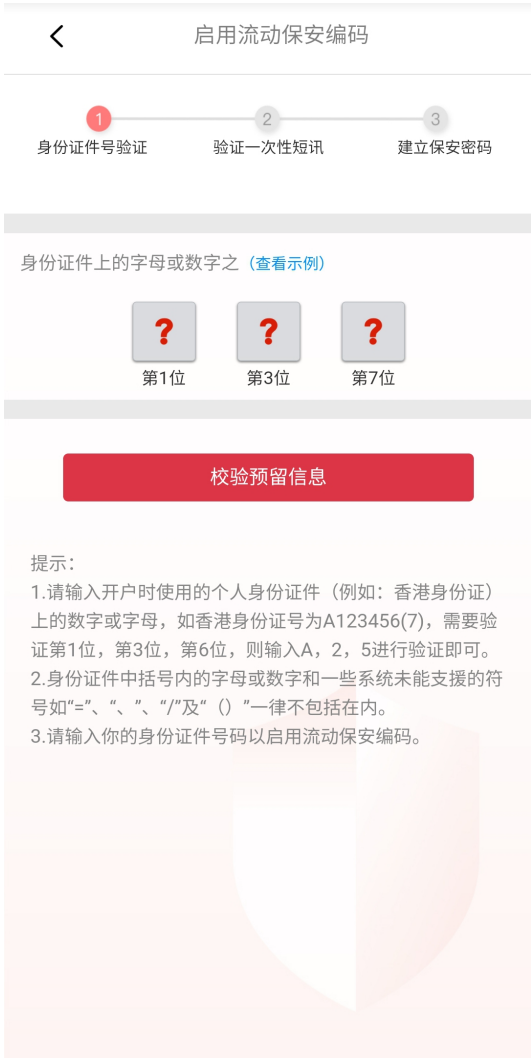 启用流动保安编码
1 2 3
身份证件号验证 验证一次性短讯 建立保安密码
身份证件上的字母或数字之（查看示例）
? ? ?
第1位 第3位 第7位
校验预留信息
提示：
1.请输入开户时使用的个人身份证件（例如：香港身份证）
上的数字或字母，如香港身份证号为A123456(7)，需要验
证第1位，第3位，第6位，则输入A，2，5进行验证即可。
2.身份证件中括号内的字母或数字和一些系统未能支援的符
号如“=”、“、”、“/”及“（）”一律不包括在内。
3.请输入你的身份证件号码以启用流动保安编码。